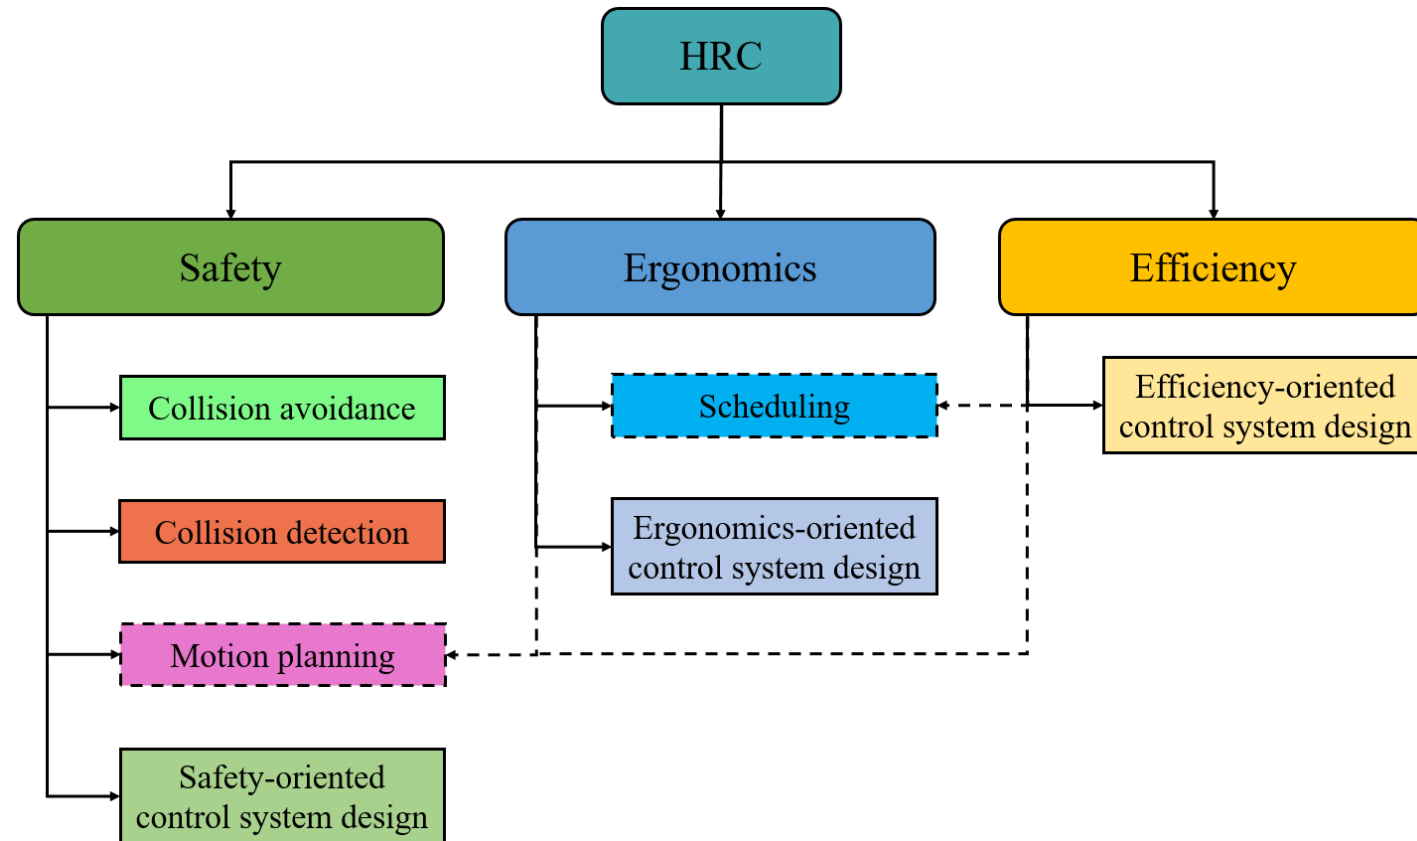 HRC
Safety
Ergonomics
Efficiency
Collision avoidance
Collision detection
Motion planning
Safety-oriented
control system design
Scheduling
Ergonomics-oriented
control system design
Efficiency-oriented
control system design